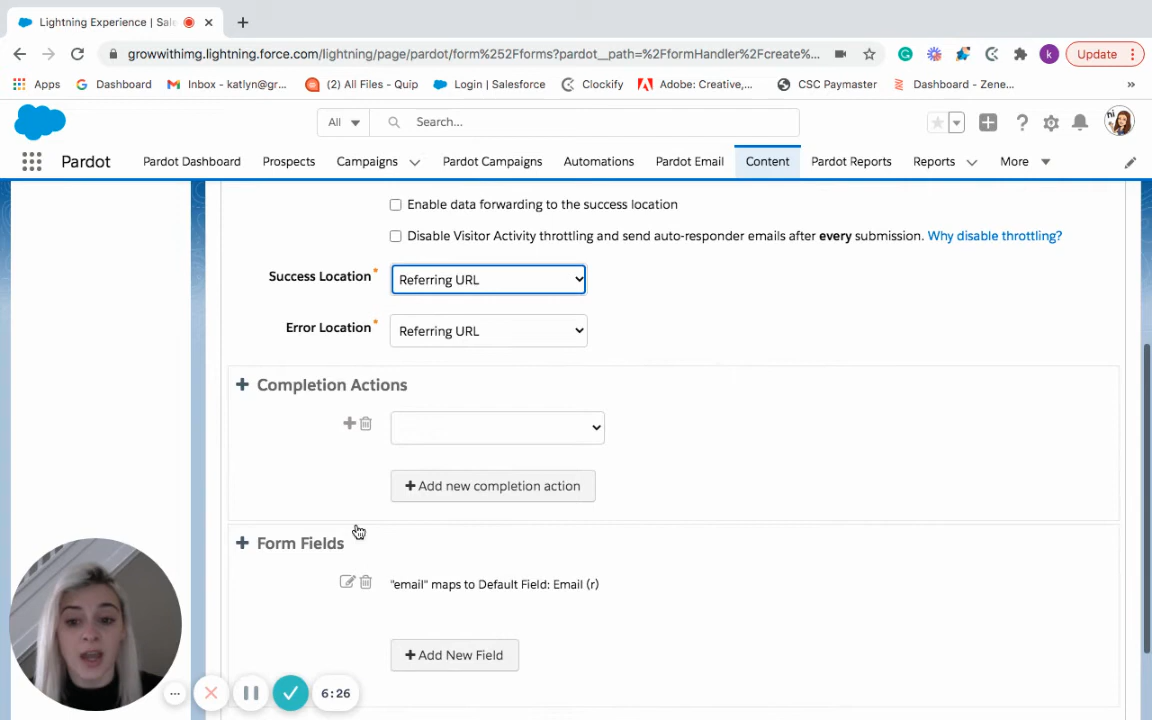 Lightning Experience | Sale
growwithimg.lightning.force.com/lightning/page/pardot/form%252Fforms?pardot__path=%2FformHandler%2Fcreate%...
Update
Apps
Dashboard
Inbox - katlyn@gr...
(2) All Files - Quip
Login | Salesforce
Clockify
Adobe: Creative,...
CSC Paymaster
Dashboard - Zene...
»
All
Search...
hi
Pardot
Pardot Dashboard
Prospects
Campaigns
Pardot Campaigns
Automations
Pardot Email
Content
Pardot Reports
Reports
More
Enable data forwarding to the success location
Disable Visitor Activity throttling and send auto-responder emails after every submission. Why disable throttling?
Success Location* Referring URL
Error Location* Referring URL
+ Completion Actions
+ Add new completion action
+ Form Fields
"email" maps to Default Field: Email (r)
+ Add New Field
6:26